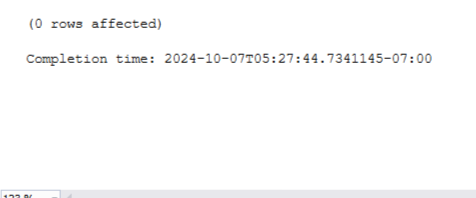 (0 rows affected)
Completion time: 2024-10-07T05:27:44.7341145-07:00